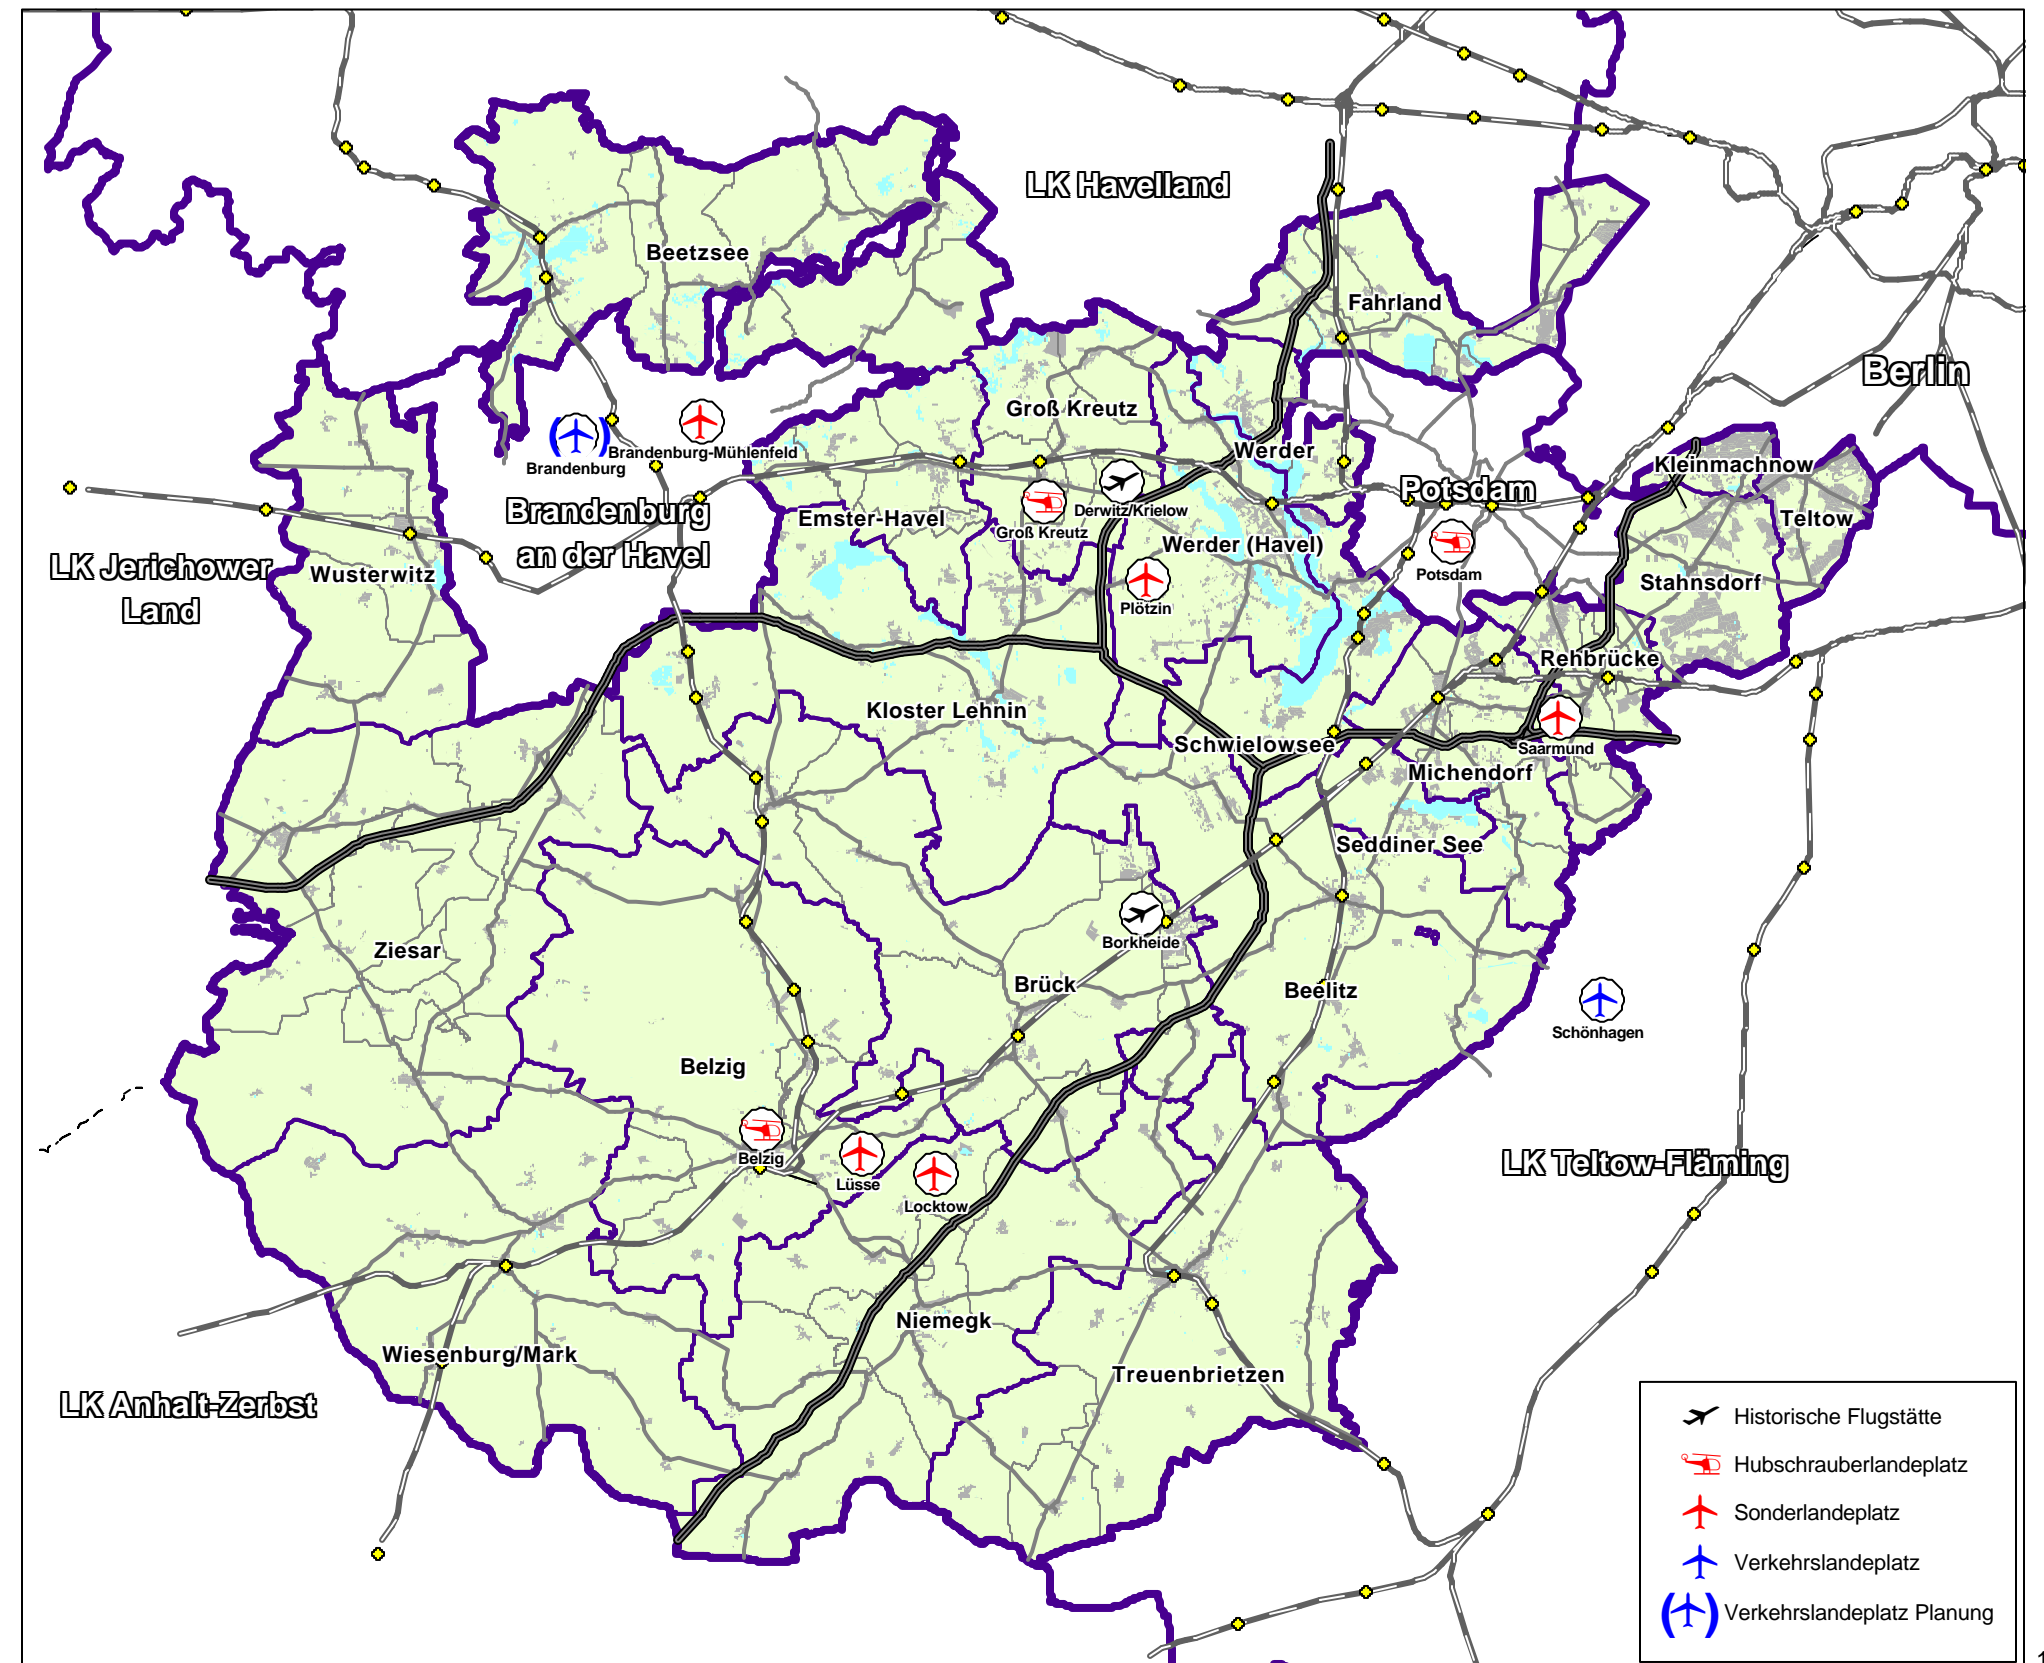 LK Havelland
Beetzsee
Fahrland
Berlin
Groß Kreutz
Brandenburg
Brandenburg-Mühlenfeld
Werder
Kleinmachnow
Potsdam
Brandenburg
an der Havel
Emster-Havel
Groß Kreutz
Derwitz/Krielow
Werder (Havel)
Teltow
LK Jerichower
Land
Wusterwitz
Plötzin
Potsdam
Stahnsdorf
Rehbrücke
Kloster Lehnin
Schwielowsee
Saarmund
Michendorf
Seddiner See
Ziesar
Borkheide
Brück
Beelitz
Schönhagen
Belzig
Belzig
Lüsse
Locktow
LK Teltow-Fläming
Niemegk
Wiesenburg/Mark
Treuenbrietzen
LK Anhalt-Zerbst
Historische Flugstätte
Hubschrauberlandeplatz
Sonderlandeplatz
Verkehrslandeplatz
Verkehrslandeplatz Planung